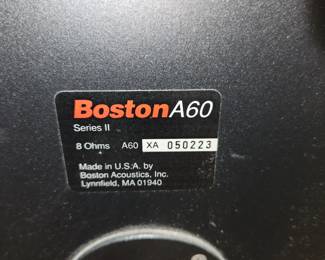 BostonA60
Series II
8 Ohms A60 XA 050223
Made in U.S.A. by
Boston Acoustics, Inc.
Lynnfield, MA 01940